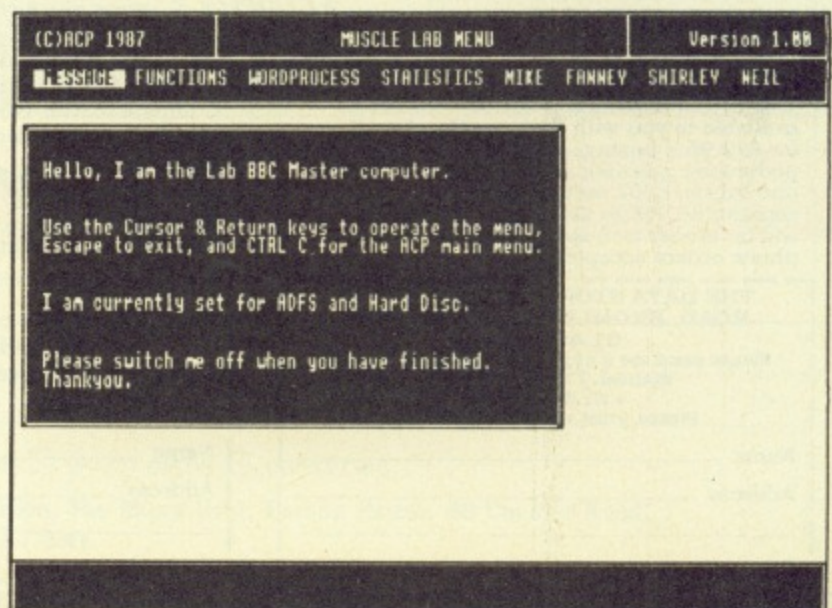 (C)ACP 1987 MUSCLE LAB MENU Version 1.00
MESSAGE FUNCTIONS WORDPROCESS STATISTICS MIKE FANNEY SHIRLEY NEIL
Hello, I am the Lab BBC Master computer.
Use the Cursor & Return keys to operate the menu,
Escape to exit, and CTRL C for the ACP main menu.
I am currently set for ADFS and Hard Disc.
Please switch me off when you have finished.
Thankyou.